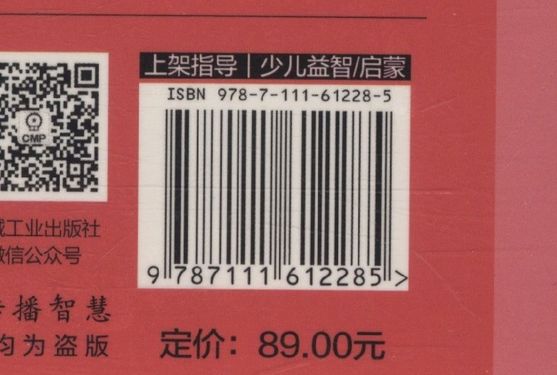 上架指导 | 少儿益智/启蒙
ISBN 978-7-111-61228-5
9 787111 612285 >
CMP
工业出版社
微信公众号
播智慧
均为盗版
定价：89.00元